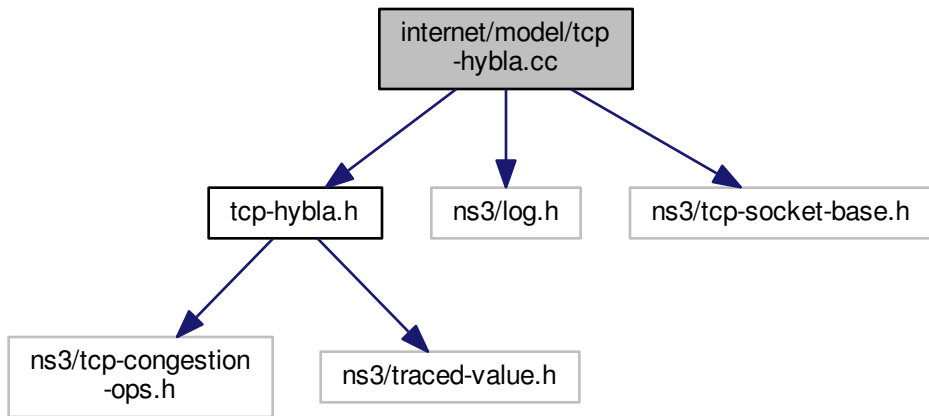 internet/model/tcp
-hybla.cc
tcp-hybla.h
ns3/log.h
ns3/tcp-socket-base.h
ns3/tcp-congestion
-ops.h
ns3/traced-value.h